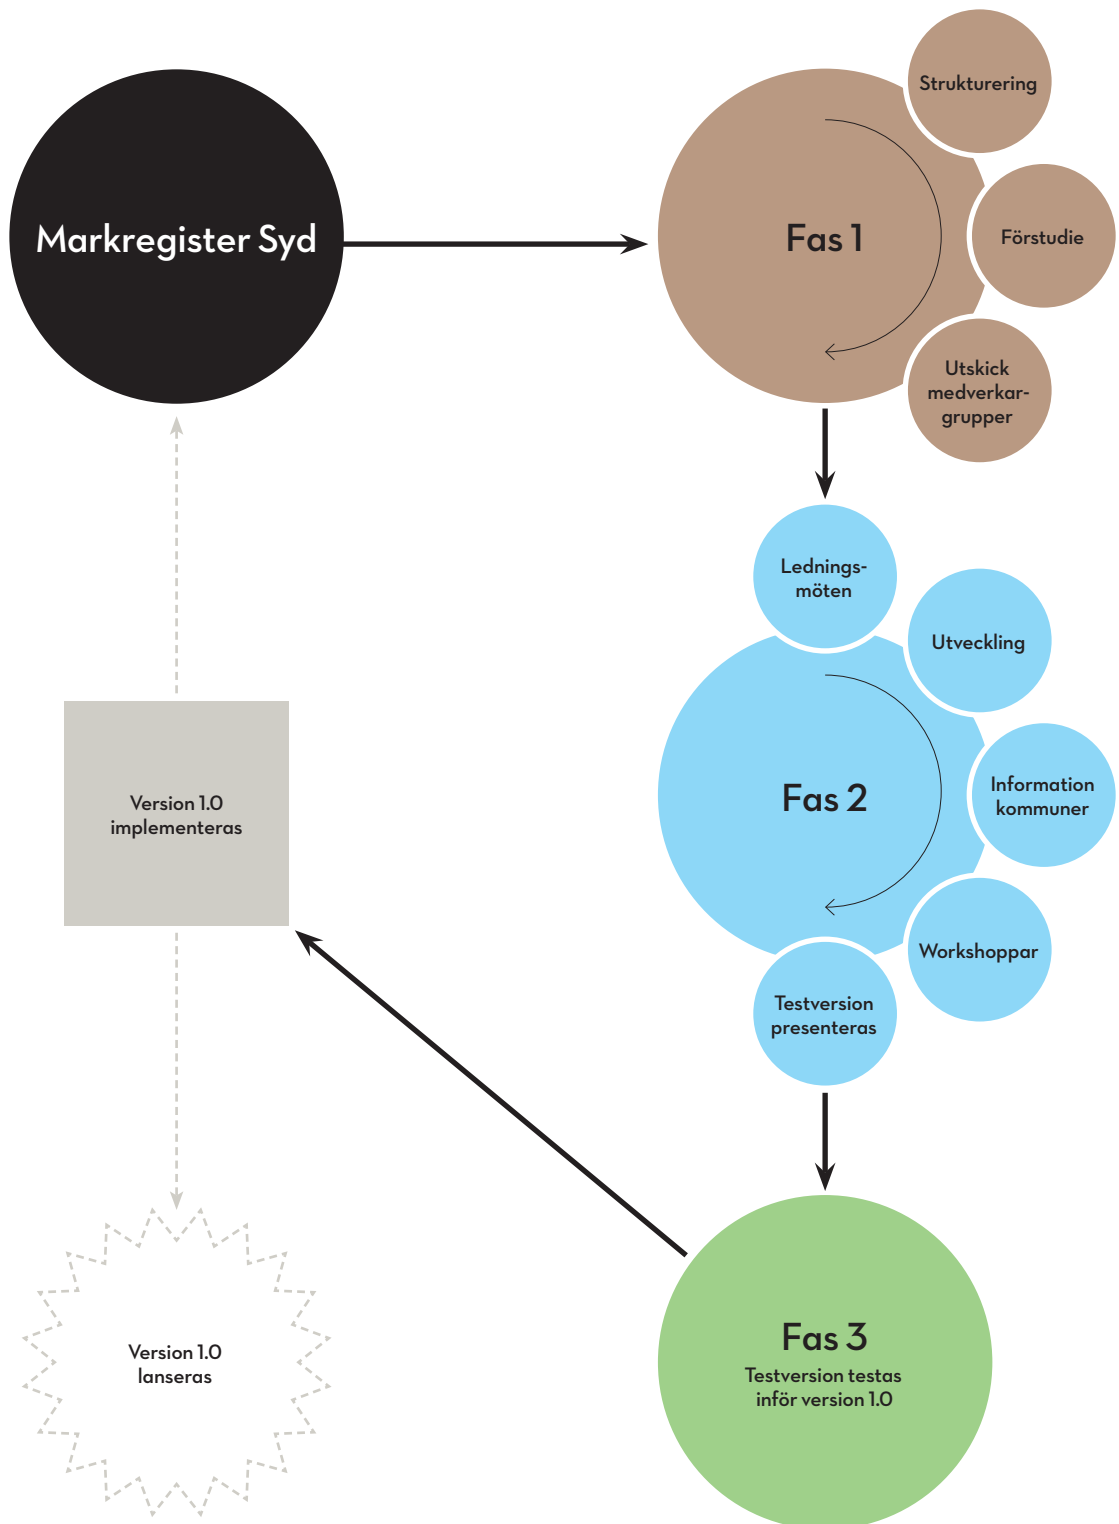 Markregister Syd
Fas 1
Strukturering
Förstudie
Utskick
medverkar-
grupper
Fas 2
Lednings-
möten
Utveckling
Information
kommuner
Workshoppar
Testversion
presenteras
Fas 3
Testversion testas
inför version 1.0
Version 1.0
implementeras
Version 1.0
lanseras